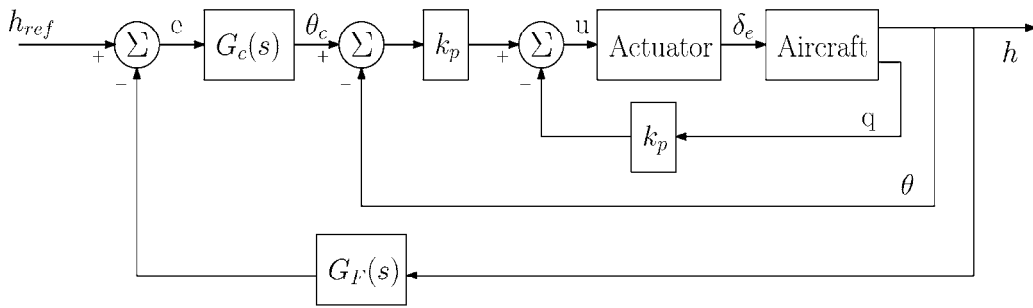 h_ref + − Σ e G_c(s) θ_c + − Σ k_p + − Σ u Actuator δ_e Aircraft h
k_p q
θ
G_F(s)